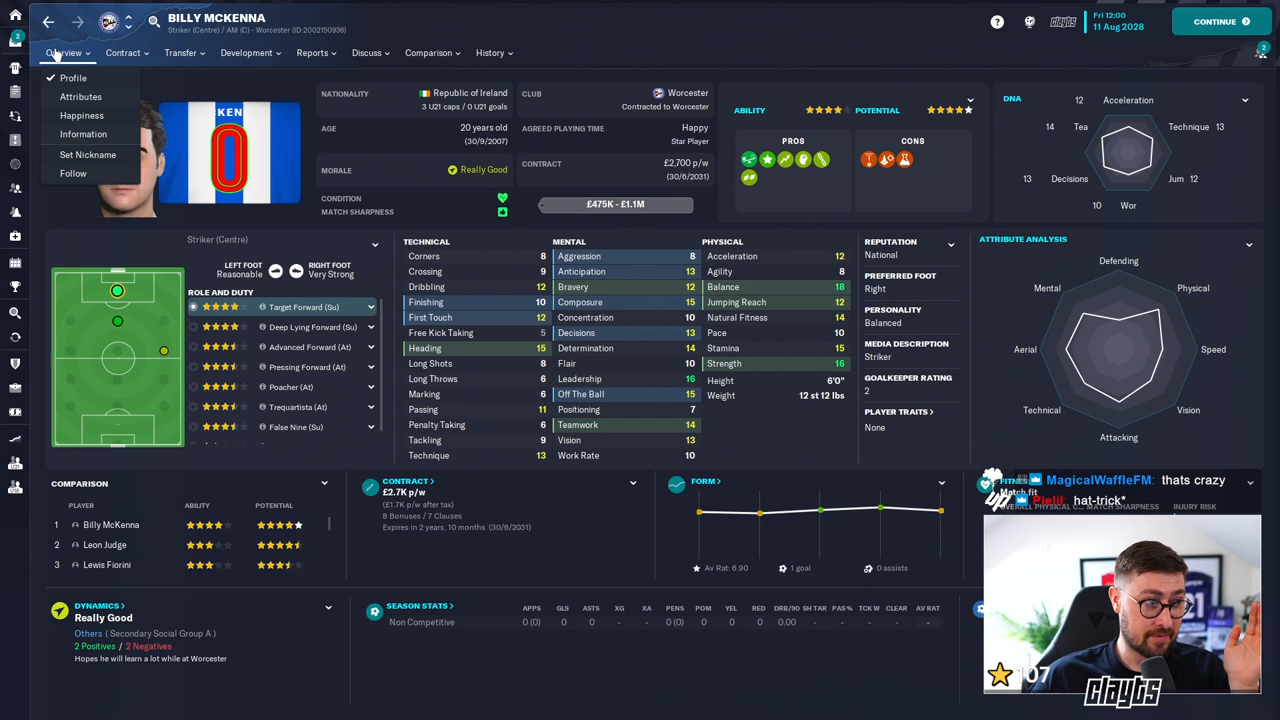 BILLY MCKENNA
Striker (Centre) / AM (C) - Worcester (ID:2002150936)
Fri 12:00
11 Aug 2028
CONTINUE
2
2
Overview
Contract
Transfer
Development
Reports
Discuss
Comparison
History
Profile
Attributes
Happiness
Information
Set Nickname
Follow
KEN
0
NATIONALITY
Republic of Ireland
3 U21 caps / 0 U21 goals
AGE
20 years old
(30/9/2007)
MORALE
Really Good
CONDITION
MATCH SHARPNESS
CLUB
Worcester
Contracted to Worcester
AGREED PLAYING TIME
Happy
Star Player
CONTRACT
£2,700 p/w
(30/6/2031)
£475K - £1.1M
ABILITY
POTENTIAL
PROS
CONS
DNA
12 Acceleration
14 Tea
Technique 13
13 Decisions
Jum 12
10 Wor
Striker (Centre)
LEFT FOOT
Reasonable
RIGHT FOOT
Very Strong
ROLE AND DUTY
Target Forward (Su)
Deep Lying Forward (Su)
Advanced Forward (At)
Pressing Forward (At)
Poacher (At)
Trequartista (At)
False Nine (Su)
TECHNICAL
Corners 8
Crossing 9
Dribbling 12
Finishing 10
First Touch 12
Free Kick Taking 5
Heading 15
Long Shots 8
Long Throws 6
Marking 6
Passing 11
Penalty Taking 6
Tackling 9
Technique 13
MENTAL
Aggression 8
Anticipation 13
Bravery 12
Composure 15
Concentration 10
Decisions 13
Determination 14
Flair 10
Leadership 16
Off The Ball 15
Positioning 7
Teamwork 14
Vision 13
Work Rate 10
PHYSICAL
Acceleration 12
Agility 8
Balance 18
Jumping Reach 12
Natural Fitness 14
Pace 10
Stamina 15
Strength 16
Height 6'0"
Weight 12 st 12 lbs
REPUTATION
National
PREFERRED FOOT
Right
PERSONALITY
Balanced
MEDIA DESCRIPTION
Striker
GOALKEEPER RATING
2
PLAYER TRAITS >
None
ATTRIBUTE ANALYSIS
Defending
Mental
Physical
Aerial
Speed
Technical
Vision
Attacking
COMPARISON
PLAYER ABILITY POTENTIAL
1 Billy McKenna
2 Leon Judge
3 Lewis Fiorini
CONTRACT >
£2.7K p/w
(£1.7K p/w after tax)
8 Bonuses / 7 Clauses
Expires in 2 years, 10 months (30/6/2031)
FORM >
Av Rat: 6.90
1 goal
0 assists
FITNES
Match fit
OVERALL PHYSICAL C... MATCH SHARPNESS INJURY RISK
MagicalWaffleFM: thats crazy
Pielil: hat-trick*
DYNAMICS >
Really Good
Others ( Secondary Social Group A )
2 Positives / 2 Negatives
Hopes he will learn a lot while at Worcester
SEASON STATS >
APPS GLS ASTS XG XA PENS POM YEL RED DRB/90 SH TAR PAS % TCK W CLEAR AV RAT
Non Competitive 0 (0) 0 0 - - 0 (0) 0 0 0 0.00 - - - - -
107
claybs
claybs
U21
U18